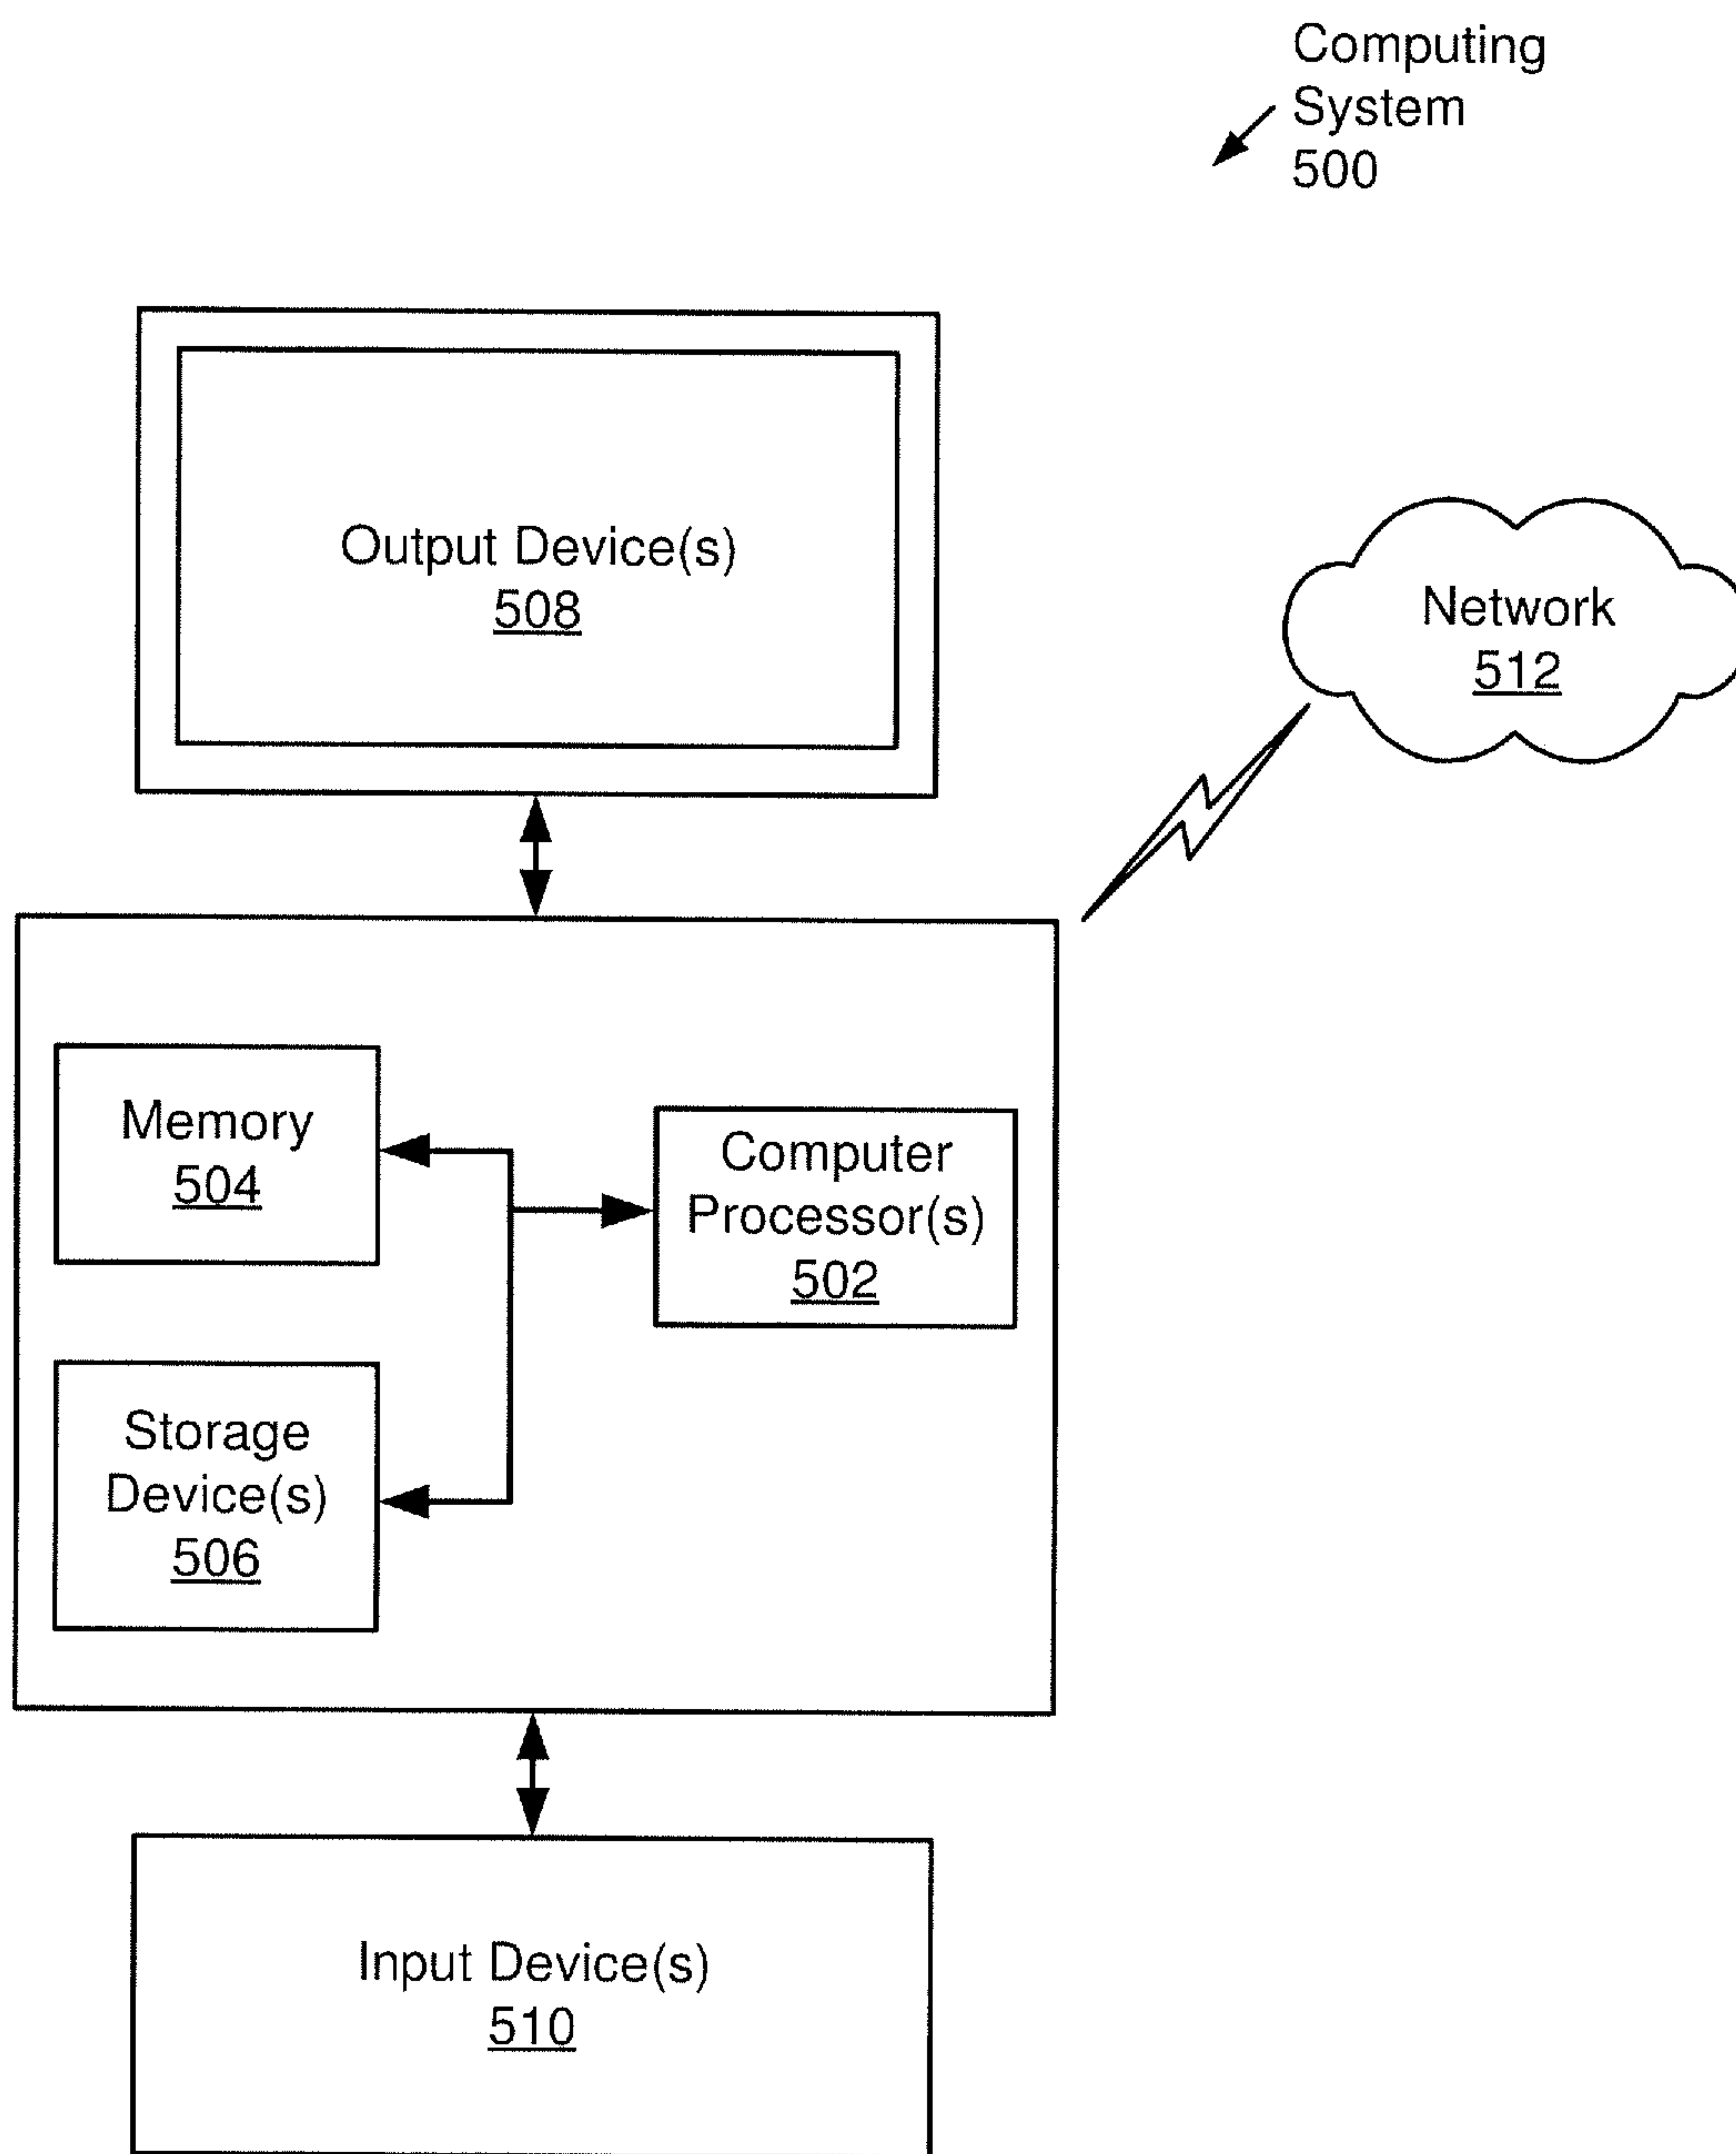 Computing
System
500
Output Device(s)
508
Network
512
Memory
504
Computer
Processor(s)
502
Storage
Device(s)
506
Input Device(s)
510